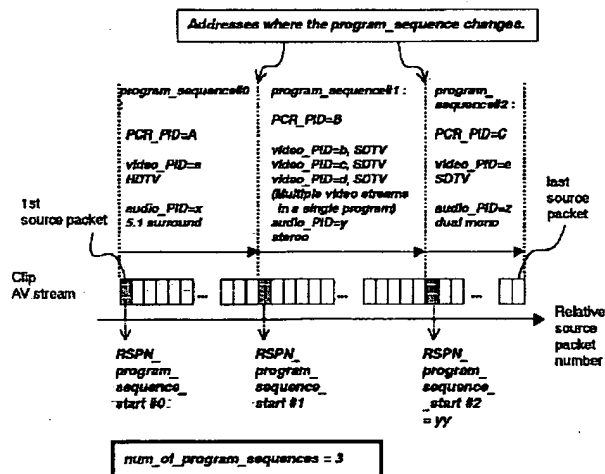 Addresses where the program_sequence changes.
program_sequence#0
PCR_PID=A
video_PID=a
HDTV
audio_PID=x
5.1 surround
program_sequence#1 :
PCR_PID=B
video_PID=b, SDTV
video_PID=c, SDTV
video_PID=d, SDTV
(Multiple video streams
in a single program)
audio_PID=y
stereo
program_
sequence#2 :
PCR_PID=C
video_PID=e
SDTV
audio_PID=z
dual mono
1st
source packet
last
source
packet
Clip
AV stream
... ... ...
Relative
source
packet
number
RSPN_
program_
sequence_
start #0 :
RSPN_
program_
sequence_
start #1
RSPN_
program_
sequence
_start #2
= yy
num_of_program_sequences = 3